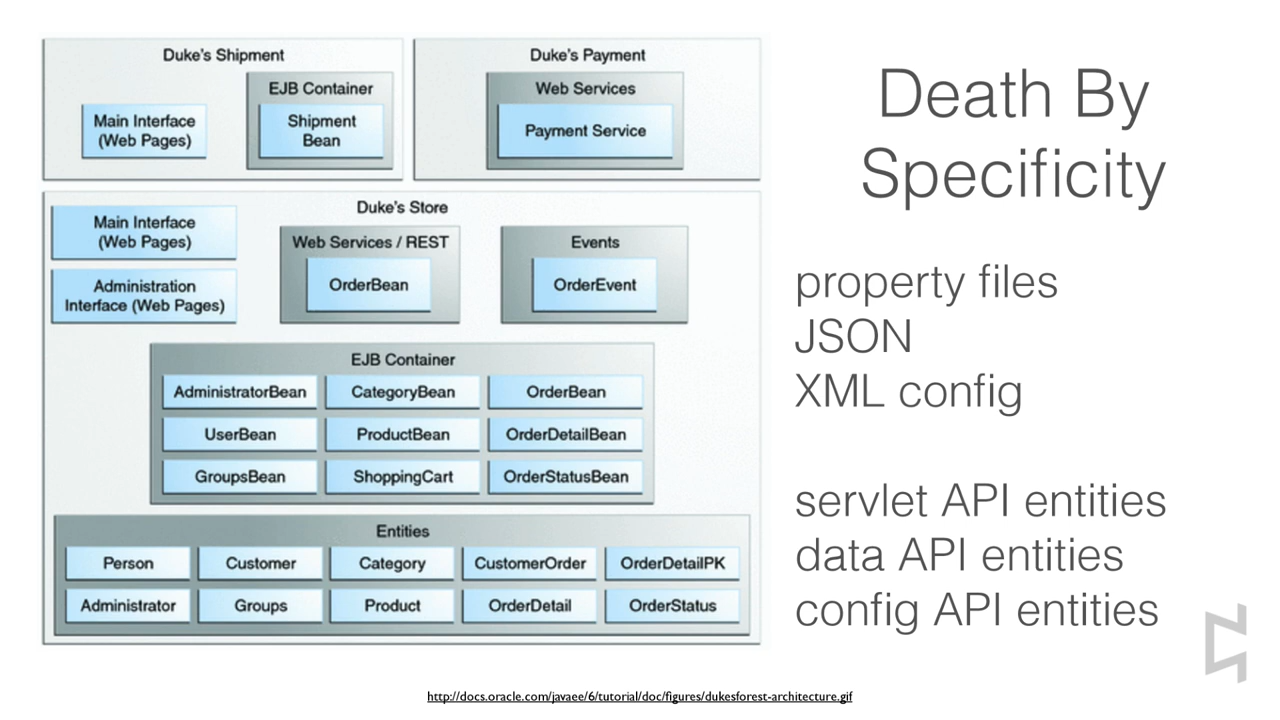 Duke's Shipment
EJB Container
Main Interface
(Web Pages)
Shipment
Bean
Duke's Payment
Web Services
Payment Service
Duke's Store
Main Interface
(Web Pages)
Administration
Interface (Web Pages)
Web Services / REST
OrderBean
Events
OrderEvent
EJB Container
AdministratorBean
CategoryBean
OrderBean
UserBean
ProductBean
OrderDetailBean
GroupsBean
ShoppingCart
OrderStatusBean
Entities
Person
Customer
Category
CustomerOrder
OrderDetailPK
Administrator
Groups
Product
OrderDetail
OrderStatus
Death By
Specificity
property files
JSON
XML config
servlet API entities
data API entities
config API entities
http://docs.oracle.com/javaee/6/tutorial/doc/figures/dukesforest-architecture.gif